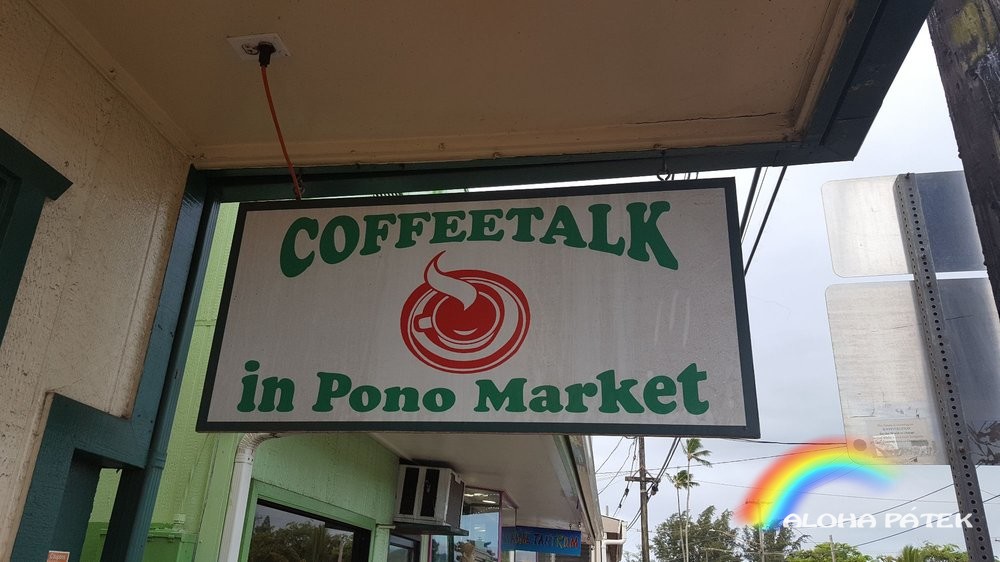 COFFEETALK
in Pono Market
ALOHA PÁTEK